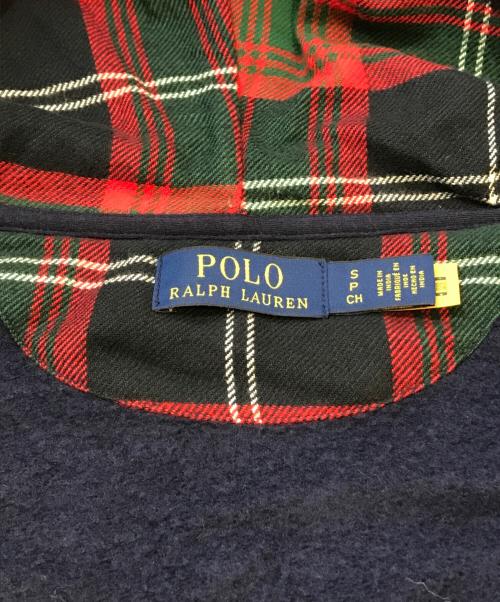 POLO
RALPH LAUREN
S
P
CH
MADE IN
INDIA
FABRIQUÉ EN
INDE
HECHO EN
INDIA